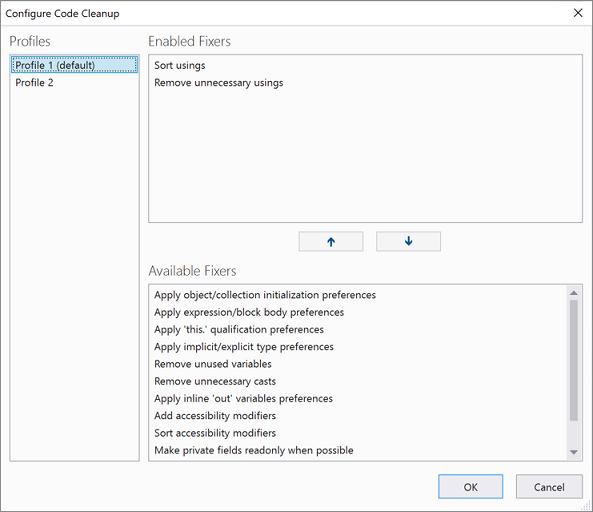 Configure Code Cleanup
Profiles
Profile 1 (default)
Profile 2
Enabled Fixers
Sort usings
Remove unnecessary usings
Available Fixers
Apply object/collection initialization preferences
Apply expression/block body preferences
Apply 'this.' qualification preferences
Apply implicit/explicit type preferences
Remove unused variables
Remove unnecessary casts
Apply inline 'out' variables preferences
Add accessibility modifiers
Sort accessibility modifiers
Make private fields readonly when possible
OK
Cancel